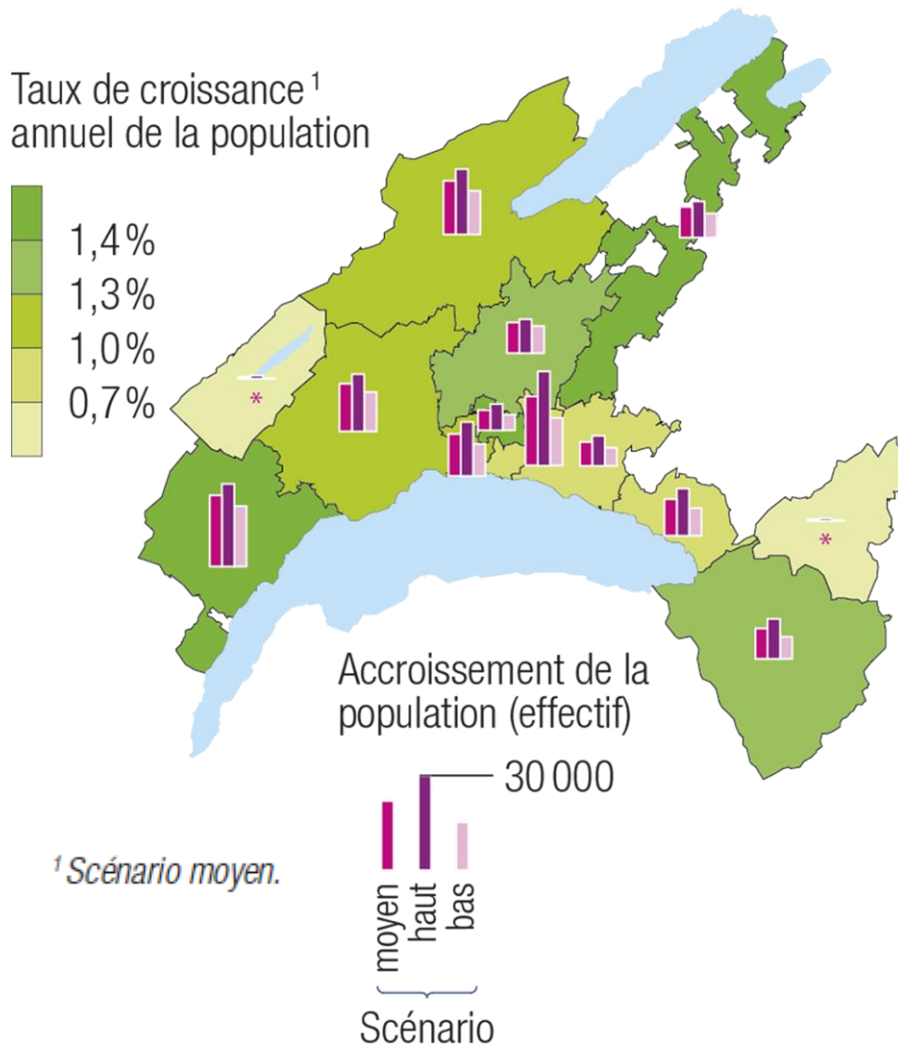 Taux de croissance¹
annuel de la population
1,4%
1,3%
1,0%
0,7%
*
*
Accroissement de la
population (effectif)
30 000
¹ Scénario moyen.
moyen
haut
bas
Scénario